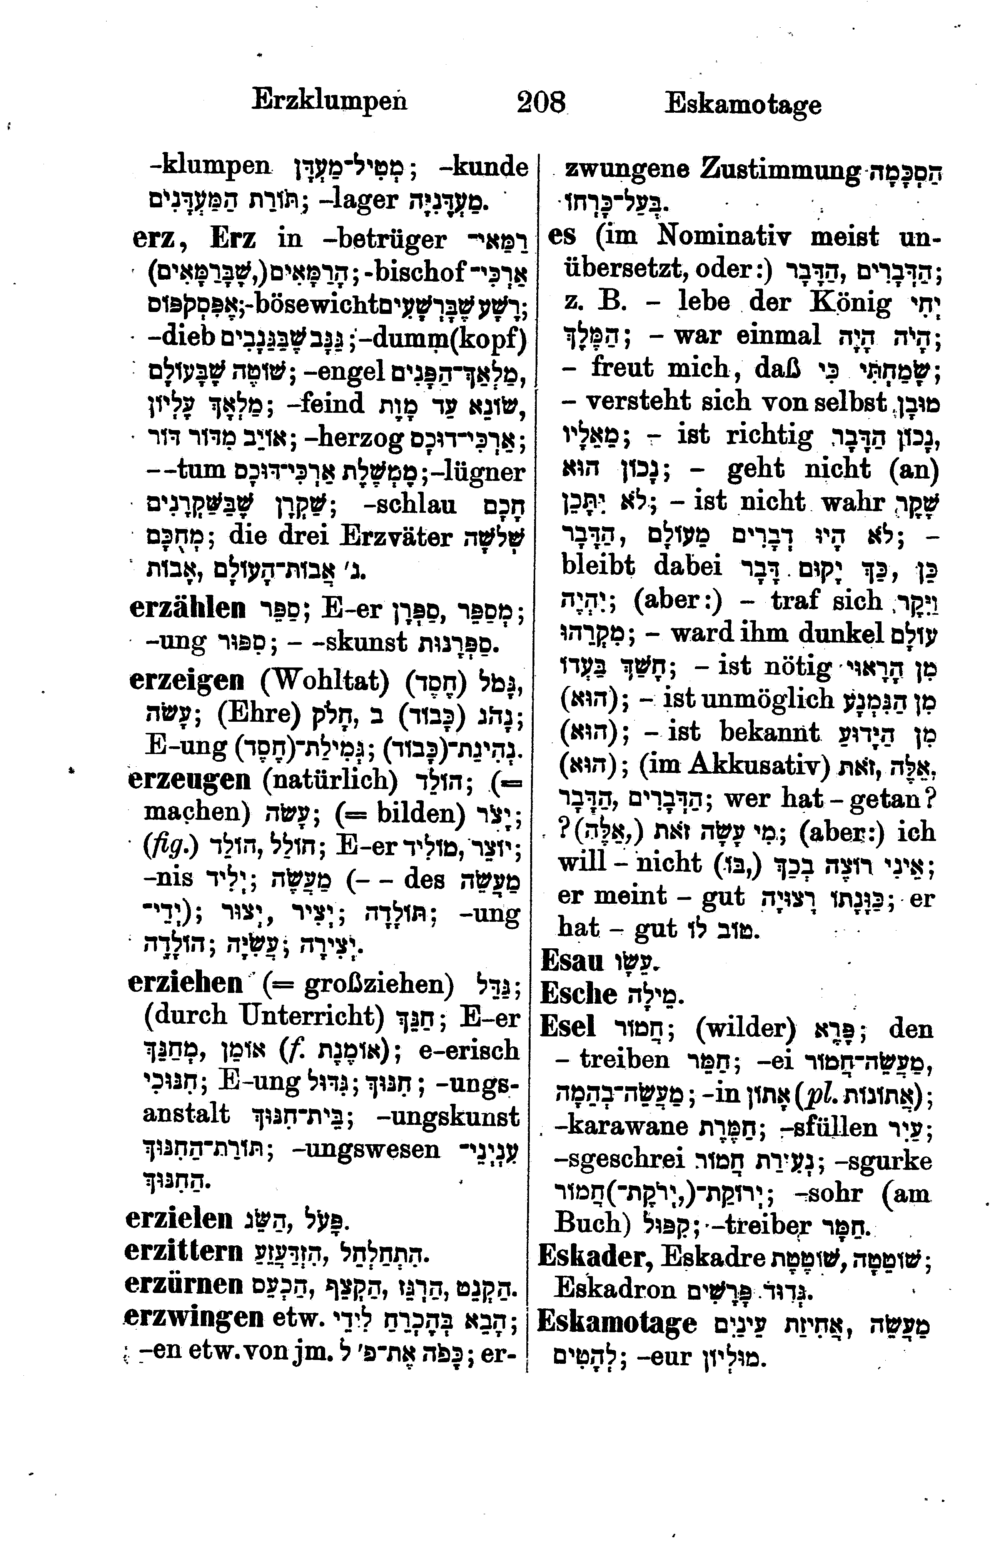 Erzklumpen 208 Eskamotage
-klumpen מְטִיל־מַעְדָּן; -kunde
תּוֹרַת הַמַּעְדָּנִים; -lager מַעְדָּנִיָּה.
erz, Erz in -betrüger רַמַּאי־
הָרַמָּאִים(,שֶׁבָּרַמָּאִים); -bischof אַרְכִי־
אֶפִּסְקְפּוֹס;-bösewicht רָשָׁע שֶׁבָּרְשָׁעִים;
-dieb גַּנָּב שֶׁבַּגַּנָּבִים;-dumm(kopf)
שׁוֹטֶה שֶׁבָּעוֹלָם; -engel מַלְאַךְ־הַפָּנִים,
מַלְאָךְ עֶלְיוֹן; -feind שׂוֹנֵא עַד מָוֶת,
אוֹיֵב מִדּוֹר דּוֹר; -herzog אַרְכִי־דוּכָּס;
--tum מֶמְשֶׁלֶת אַרְכִי־דוּכָּס;-lügner
שַׁקְרָן שֶׁבַּשַּׁקְרָנִים; -schlau חָכָם
מְחֻכָּם; die drei Erzväter שְׁלֹשָׁה
אָבוֹת, ג' אֲבוֹת־הָעוֹלָם.
erzählen סַפֵּר; E-er מְסַפֵּר, סַפְּרָן;
-ung סִפּוּר; - -skunst סַפְּרָנוּת.
erzeigen (Wohltat) גָּמֹל (חֶסֶד),
עָשֹׂה; (Ehre) נָהֹג (כָּבוֹד) ב, חָלֹק;
E-ung גְּמִילַת־(חֶסֶד); נְהִיגַת־(כָּבוֹד).
erzeugen (natürlich) הוֹלֵד; (=
machen) עָשֹׂה; (= bilden) יָצֹר;
(fig.) חוֹלֵל, הוֹלֵד; E-er מוֹלִיד, יוֹצֵר;
-nis יְלִיד; מַעֲשֶׂה (- - des מַעֲשֵׂה
יְדֵי־); יְצִיר, יְצוּר; תּוֹלָדָה; -ung
יְצִירָה; עֲשִׂיָּה; הוֹלָדָה.
erziehen (= großziehen) גַּדֵּל;
(durch Unterricht) חַנֵּךְ; E-er
מְחַנֵּךְ, אוֹמֵן (f. אוֹמֶנֶת); e-erisch
חִנּוּכִי; E-ung חִנּוּךְ; גִּדּוּל; -ungs-
anstalt בֵּית־חִנּוּךְ; -ungskunst
תּוֹרַת־הַחִנּוּךְ; -ungswesen עִנְיְנֵי־
הַחִנּוּךְ.
erzielen הַשֵּׂג, פָּעֹל.
erzittern הִתְחַלְחֵל, הִזְדַּעְזֵעַ.
erzürnen הַקְנֵט, הַרְגֵּז, הַקְצֵף, הַכְעֵס.
erzwingen etw. הָבֵא בְּהֶכְרֵחַ לִידֵי;
-en etw. von jm. כָּפֹה אֶת־פ' ל; er-
zwungene Zustimmung הַסְכָּמָה
בְּעַל־כָּרְחוֹ.
es (im Nominativ meist un-
übersetzt, oder:) הַדָּבָר, הַדְּבָרִים;
z. B. - lebe der König יְחִי
הַמֶּלֶךְ; - war einmal הָיֹה הָיָה;
- freut mich, daß שָׂמַחְתִּי כִּי;
- versteht sich von selbst מוּבָן
מֵאֵלָיו; - ist richtig נָכוֹן הַדָּבָר,
נָכוֹן הוּא; - geht nicht (an)
לֹא יִתָּכֵן; - ist nicht wahr שֶׁקֶר
הַדָּבָר, לֹא הָיוּ דְבָרִים מֵעוֹלָם; -
bleibt dabei כֵּן, כָּךְ יָקוּם דָּבָר
יִהְיֶה; (aber:) - traf sich וַיִּקֶר
מִקְרֵהוּ; - ward ihm dunkel עוֹלָם
חָשַׁךְ בַּעֲדוֹ; - ist nötig מִן הָרָאוּי
(הוּא); - ist unmöglich מִן הַנִּמְנָע
(הוּא); - ist bekannt מִן הַיָּדוּעַ
(הוּא); (im Akkusativ) זֹאת, אֵלֶּה,
הַדְּבָרִים, הַדָּבָר; wer hat - getan?
מִי עָשָׂה זֹאת (,אֵלֶּה)?; (aber:) ich
will - nicht אֵינִי רוֹצֶה בְכָךְ (,בּוֹ);
er meint - gut כַּוָּנָתוֹ רְצוּיָה; er
hat - gut טוֹב לוֹ.
Esau עֵשָׂו.
Esche מֵילָה.
Esel חֲמוֹר; (wilder) פֶּרֶא; den
- treiben חַמֵּר; -ei מַעֲשֵׂה־חֲמוֹר,
מַעֲשֵׂה־בְהֵמָה; -in אָתוֹן (pl. אֲתוֹנוֹת);
-karawane חַמֶּרֶת; -sfüllen עַיִר;
-sgeschrei נְעִירַת חֲמוֹר; -sgurke
יְרוֹקַת־(,יְרֹקֶת־)חֲמוֹר; -sohr (am
Buch) קִפּוּל; -treiber חַמָּר.
Eskader, Eskadre שׁוֹטֵטָה, שׁוֹטֶטֶת;
Eskadron גְּדוּד פָּרָשִׁים.
Eskamotage מַעֲשֵׂה, אֲחִיזַת עֵינַיִם
לְהָטִים; -eur מוּלְיוֹן.